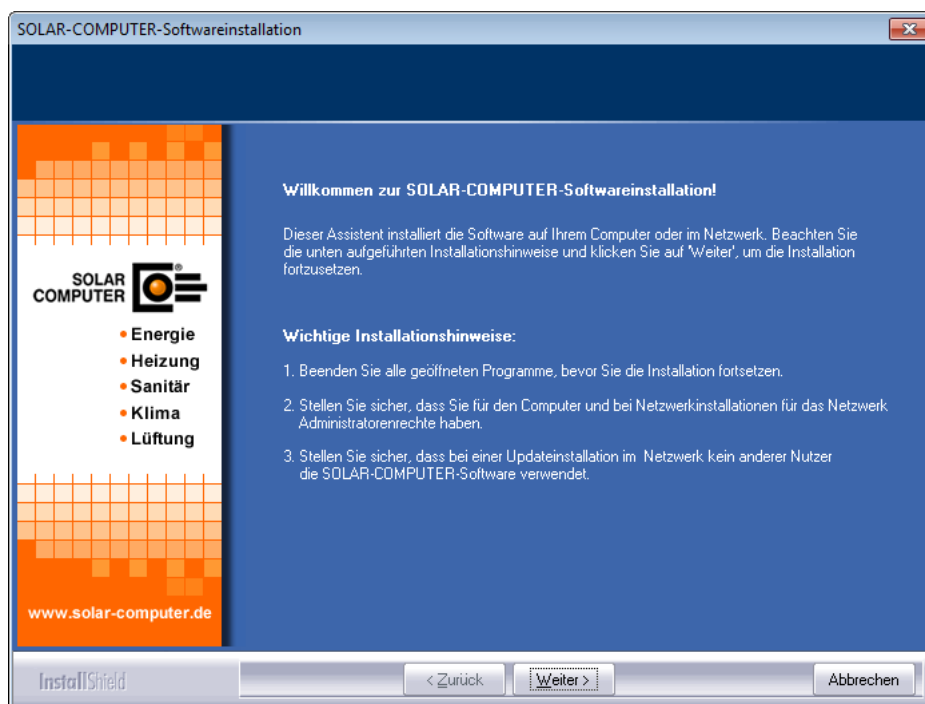 SOLAR-COMPUTER-Softwareinstallation
Willkommen zur SOLAR-COMPUTER-Softwareinstallation!
Dieser Assistent installiert die Software auf Ihrem Computer oder im Netzwerk. Beachten Sie
die unten aufgeführten Installationshinweise und klicken Sie auf 'Weiter', um die Installation
fortzusetzen.
SOLAR
COMPUTER
®
• Energie
• Heizung
• Sanitär
• Klima
• Lüftung
www.solar-computer.de
Wichtige Installationshinweise:
1. Beenden Sie alle geöffneten Programme, bevor Sie die Installation fortsetzen.
2. Stellen Sie sicher, dass Sie für den Computer und bei Netzwerkinstallationen für das Netzwerk
Administratorenrechte haben.
3. Stellen Sie sicher, dass bei einer Updateinstallation im Netzwerk kein anderer Nutzer
die SOLAR-COMPUTER-Software verwendet.
InstallShield
< Zurück
Weiter >
Abbrechen